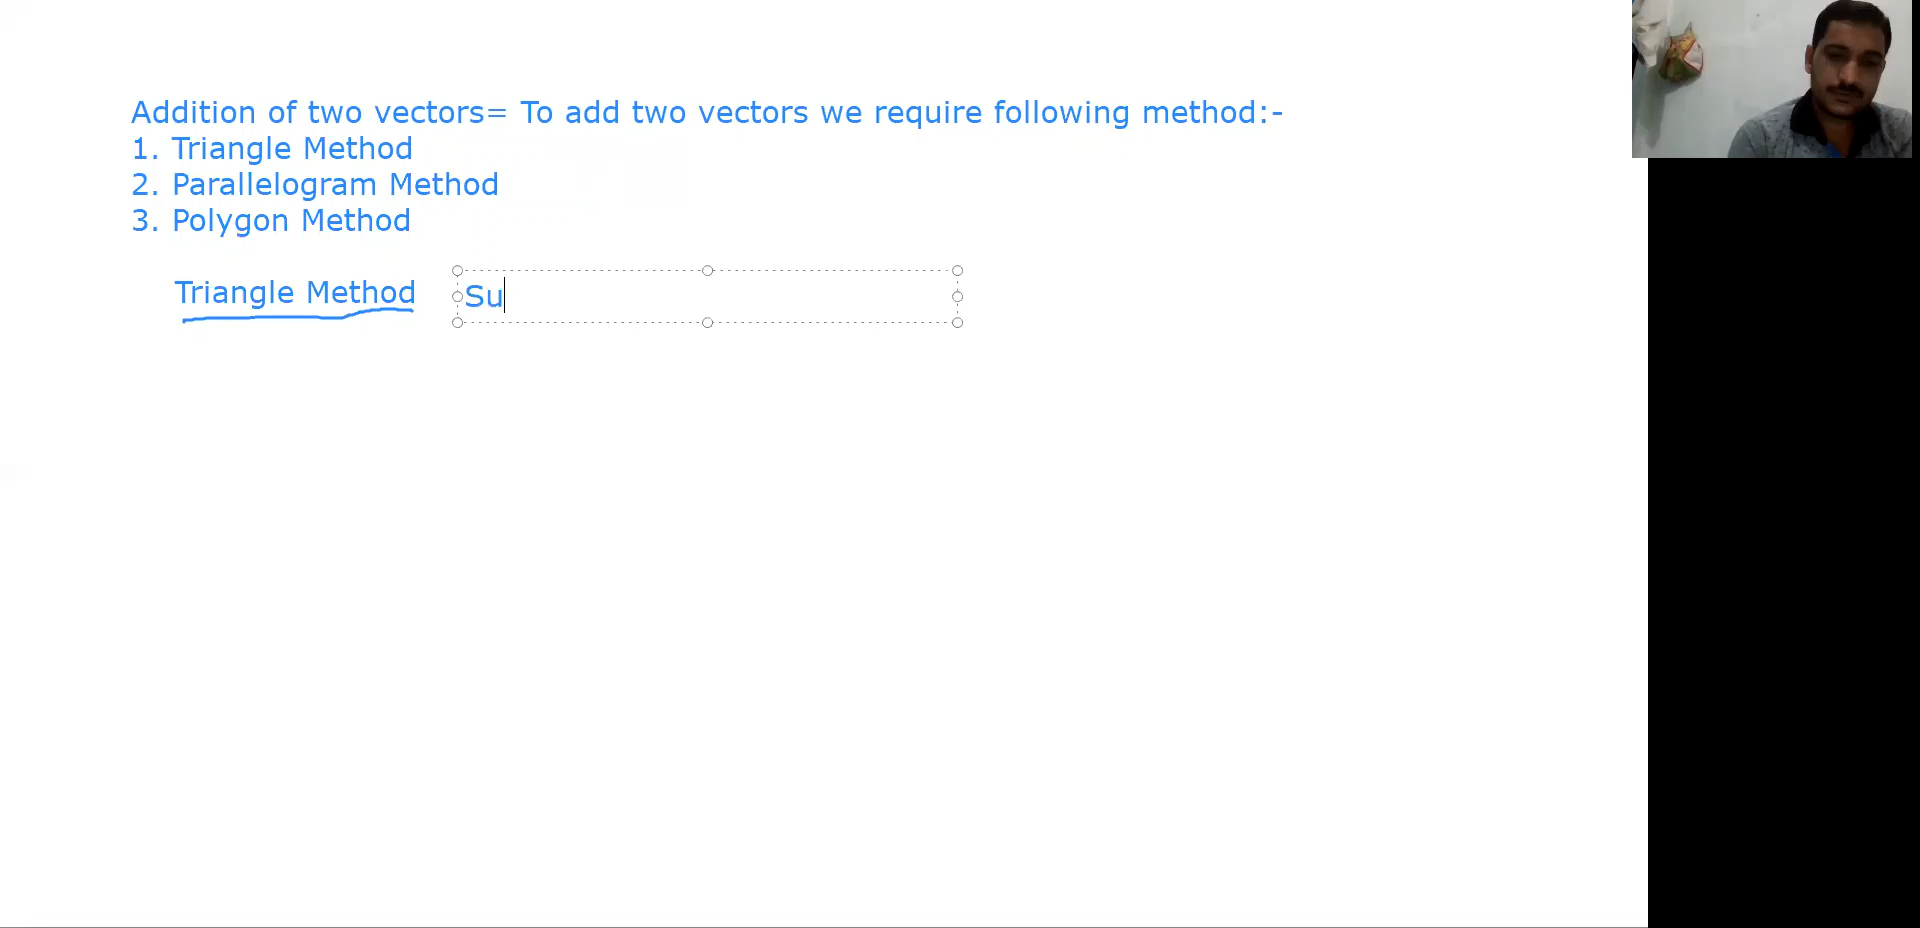 Addition of two vectors= To add two vectors we require following method:-
1. Triangle Method
2. Parallelogram Method
3. Polygon Method
Triangle Method Su